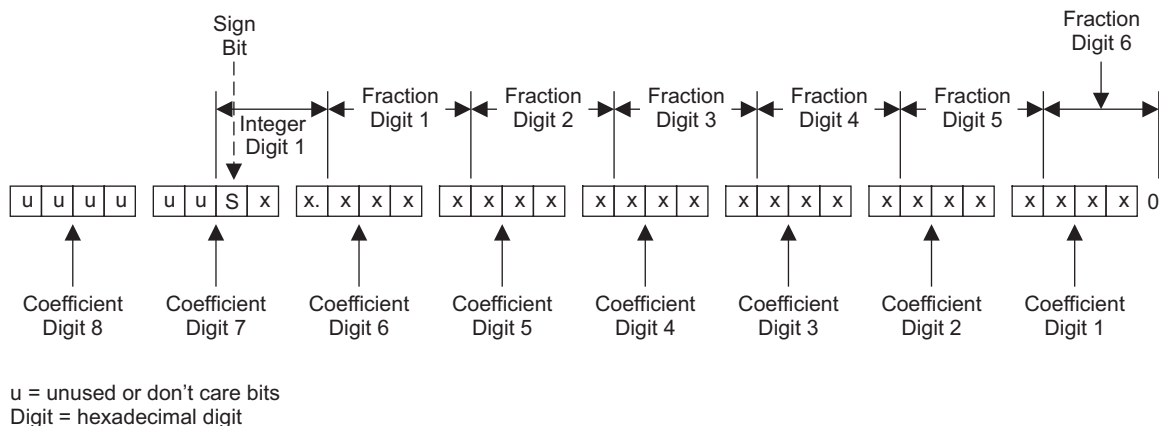 Sign
Bit
Fraction
Digit 6
Integer
Digit 1
Fraction
Digit 1
Fraction
Digit 2
Fraction
Digit 3
Fraction
Digit 4
Fraction
Digit 5
u u u u u u S x x. x x x x x x x x x x x x x x x x x x x x x x x 0
Coefficient
Digit 8
Coefficient
Digit 7
Coefficient
Digit 6
Coefficient
Digit 5
Coefficient
Digit 4
Coefficient
Digit 3
Coefficient
Digit 2
Coefficient
Digit 1
u = unused or don't care bits
Digit = hexadecimal digit